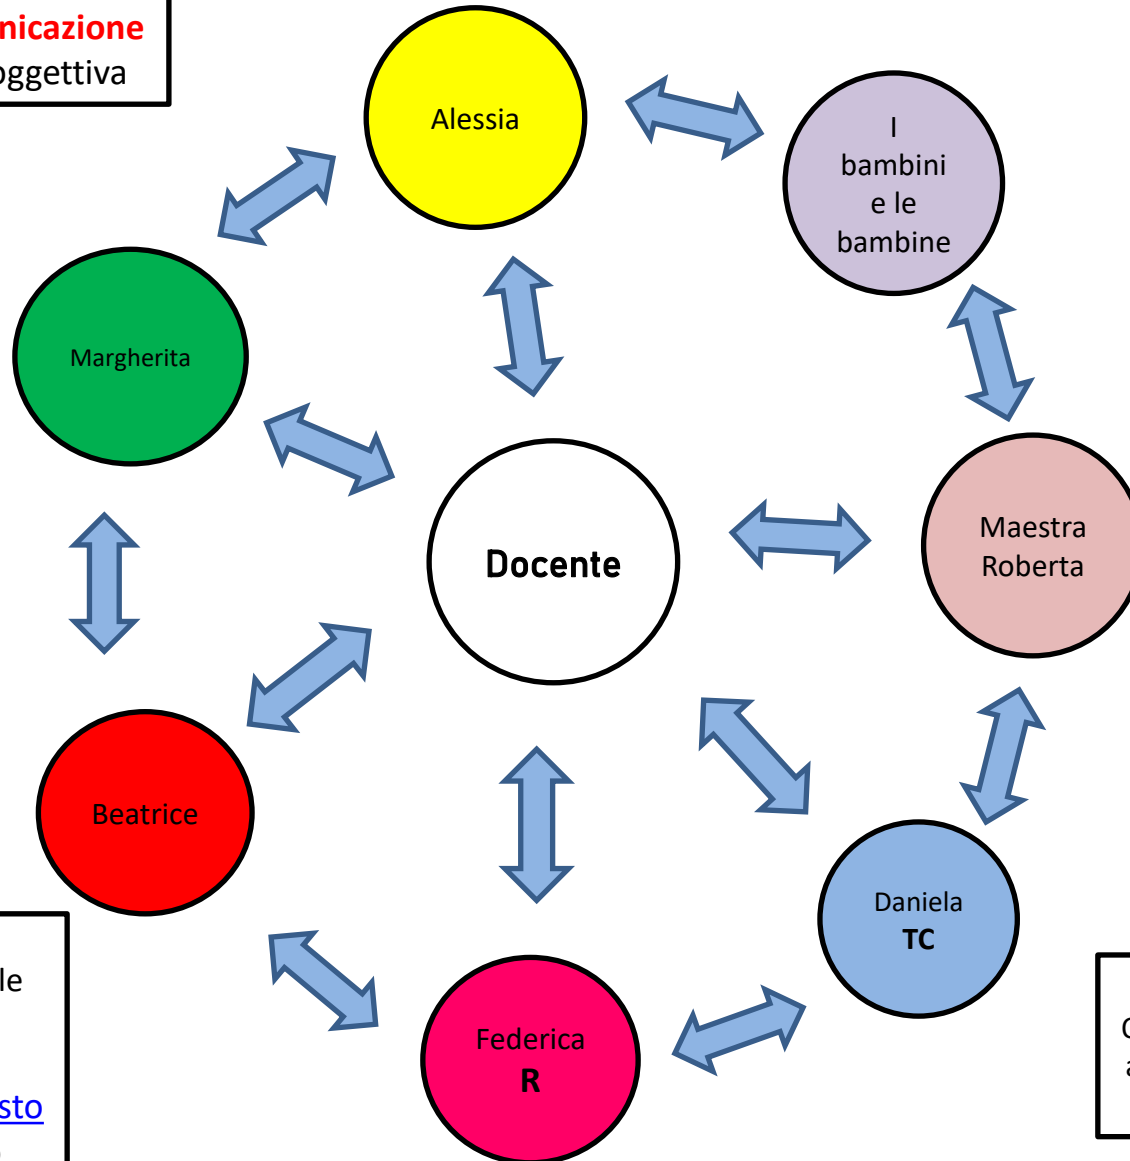 nicazione
oggettiva
Alessia
I
bambini
e le
bambine
Margherita
Docente
Maestra
Roberta
Beatrice
Daniela
TC
le
sto
Federica
R